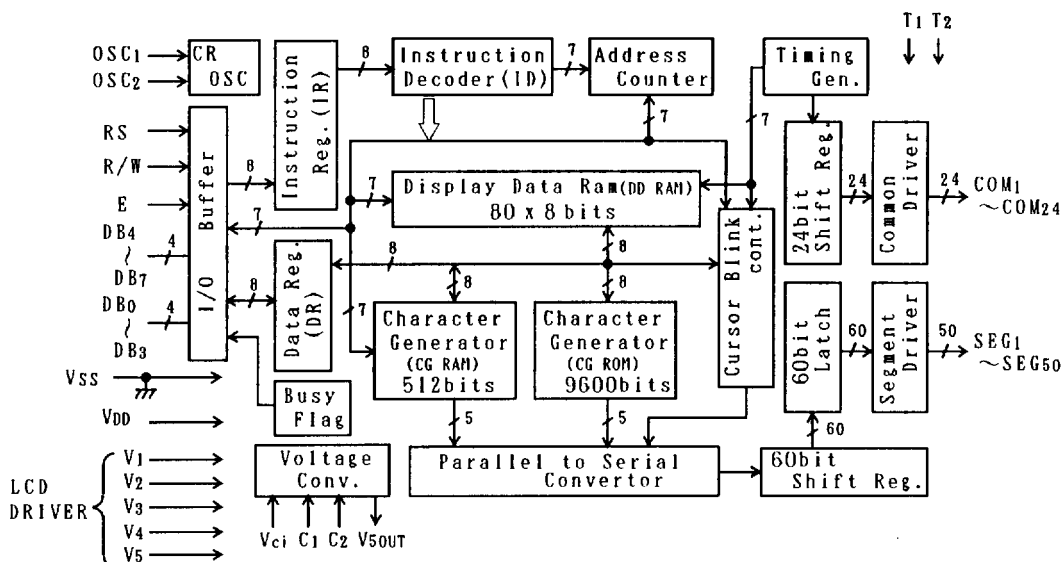 OSC1
OSC2
CR
OSC
Instruction
Reg.(IR)
8
Instruction
Decoder(ID)
7
Address
Counter
Timing
Gen.
T1 T2
RS
R/W
E
DB4
~
DB7
4
DB0
~
DB3
4
I/O Buffer
8
7
8
Data Reg.
(DR)
Busy
Flag
7
7
7
Display Data Ram(DD RAM)
80 x 8 bits
8
8
8
8
7
Character
Generator
(CG RAM)
512bits
Character
Generator
(CG ROM)
9600bits
Cursor Blink
cont.
24bit
Shift Reg.
24
Common
Driver
24
COM1
~COM24
60bit
Latch
60
Segment
Driver
50
SEG1
~SEG50
5
5
60
Parallel to Serial
Convertor
60bit
Shift Reg.
VSS
VDD
LCD
DRIVER
V1
V2
V3
V4
V5
Voltage
Conv.
Vci C1 C2 V5OUT